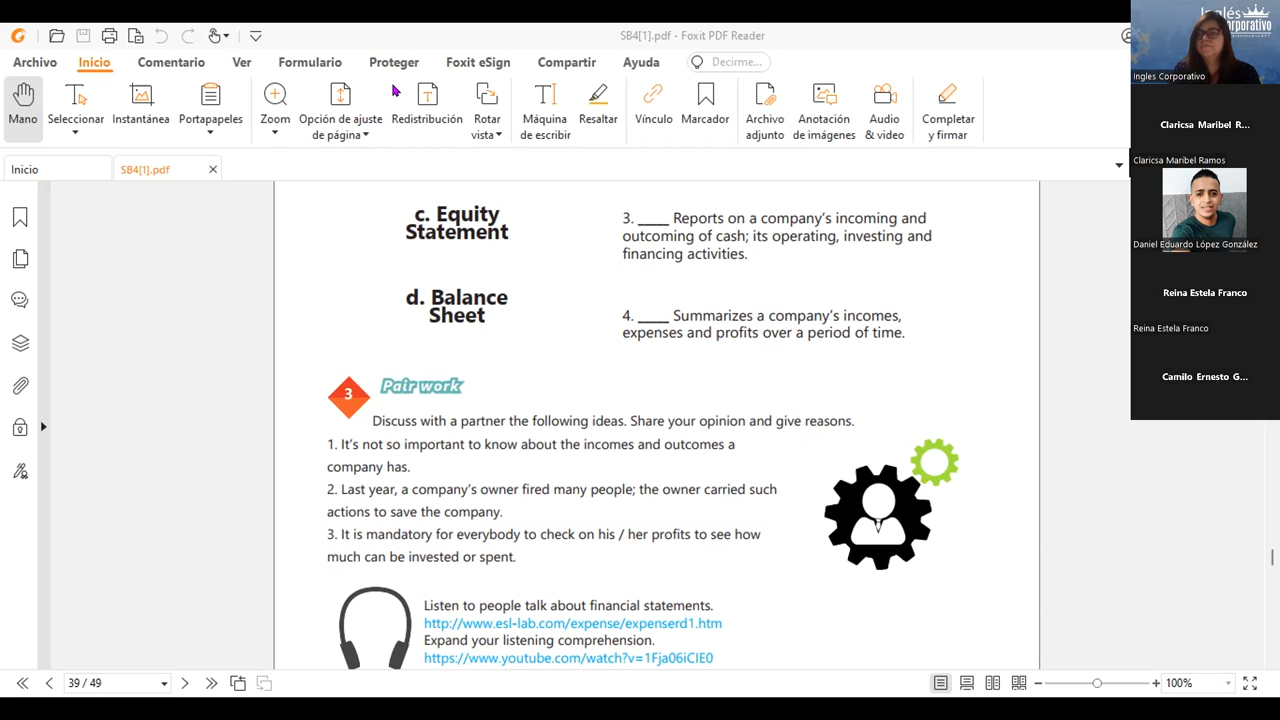 SB4[1].pdf - Foxit PDF Reader
Archivo Inicio Comentario Ver Formulario Proteger Foxit eSign Compartir Ayuda Decirme...
Mano
Seleccionar
Instantánea
Portapapeles
Zoom
Opción de ajuste
de página
Redistribución
Rotar
vista
Máquina
de escribir
Resaltar
Vínculo
Marcador
Archivo
adjunto
Anotación
de imágenes
Audio
& video
Completar
y firmar
Inicio
SB4[1].pdf
c. Equity
Statement
3. ____ Reports on a company's incoming and
outcoming of cash; its operating, investing and
financing activities.
d. Balance
Sheet
4. ____ Summarizes a company's incomes,
expenses and profits over a period of time.
3
Pair work
Discuss with a partner the following ideas. Share your opinion and give reasons.
1. It's not so important to know about the incomes and outcomes a
company has.
2. Last year, a company's owner fired many people; the owner carried such
actions to save the company.
3. It is mandatory for everybody to check on his / her profits to see how
much can be invested or spent.
Listen to people talk about financial statements.
http://www.esl-lab.com/expense/expenserd1.htm
Expand your listening comprehension.
https://www.youtube.com/watch?v=1Fja06iCIE0
39 / 49
100%
Inglés
Corporativo
Ingles Corporativo
Claricsa Maribel R...
Claricsa Maribel Ramos
Daniel Eduardo López González
Reina Estela Franco
Reina Estela Franco
Camilo Ernesto G...